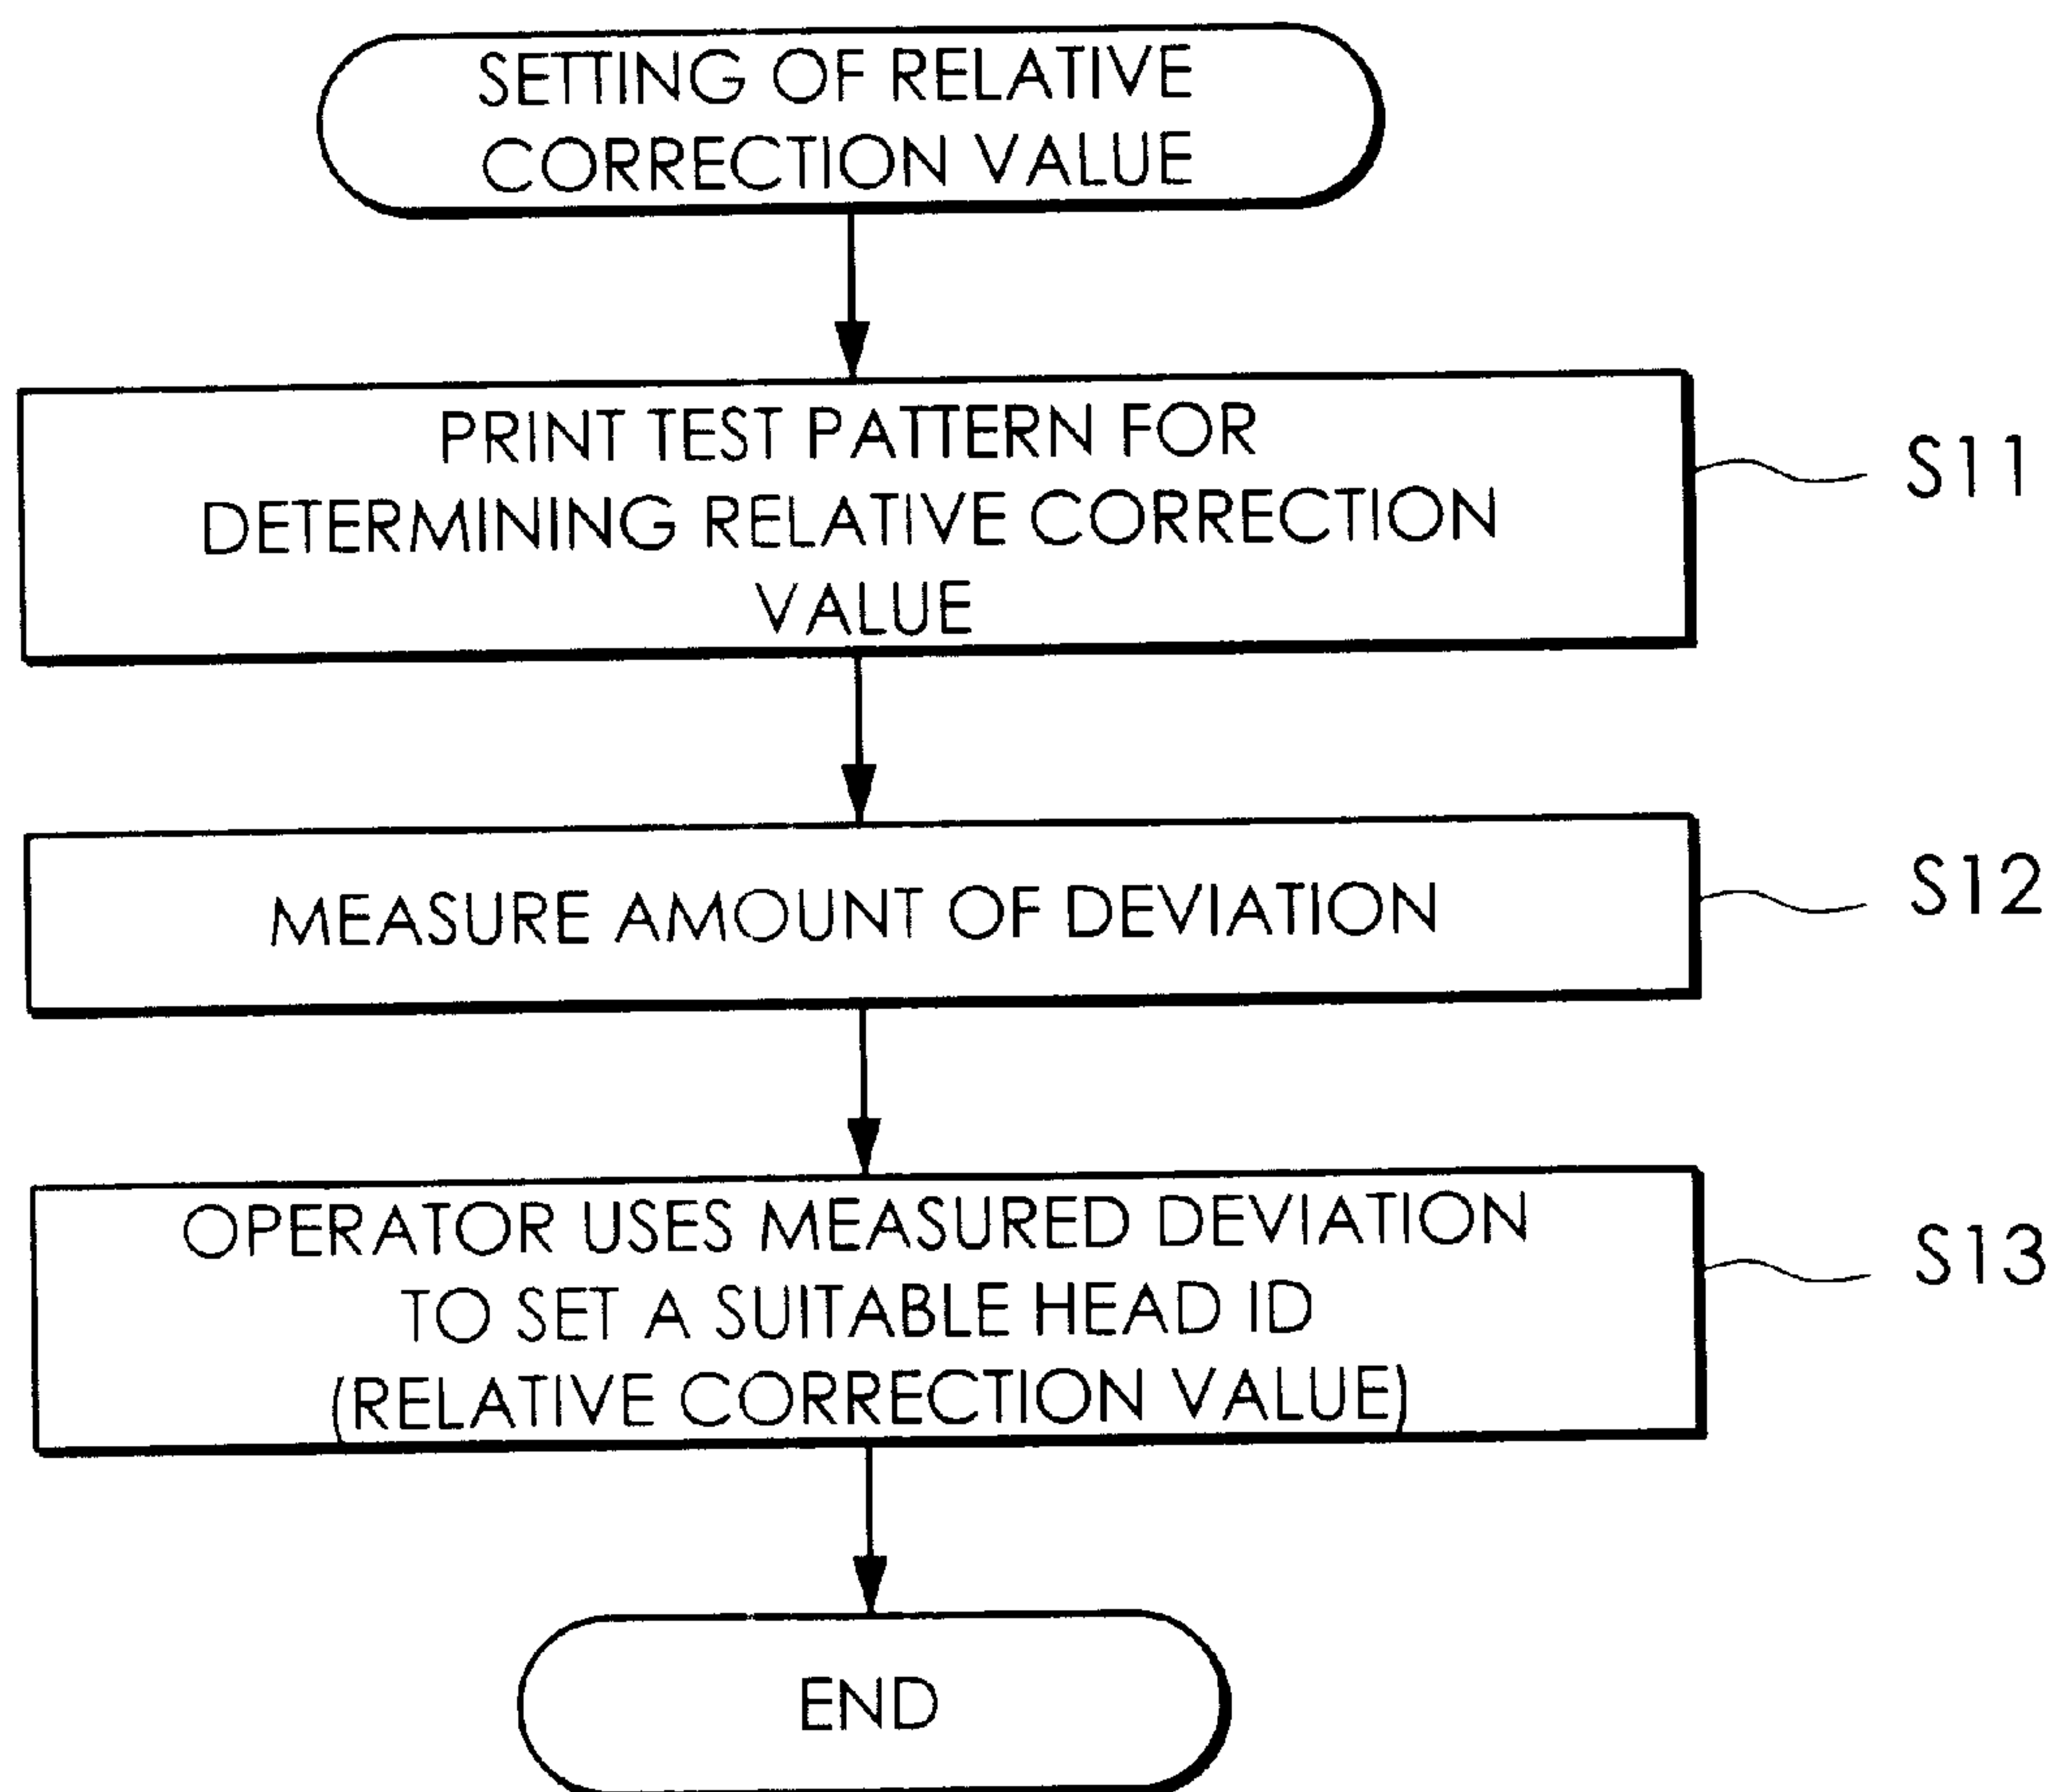 SETTING OF RELATIVE
CORRECTION VALUE
PRINT TEST PATTERN FOR
DETERMINING RELATIVE CORRECTION
VALUE
S11
MEASURE AMOUNT OF DEVIATION
S12
OPERATOR USES MEASURED DEVIATION
TO SET A SUITABLE HEAD ID
(RELATIVE CORRECTION VALUE)
S13
END